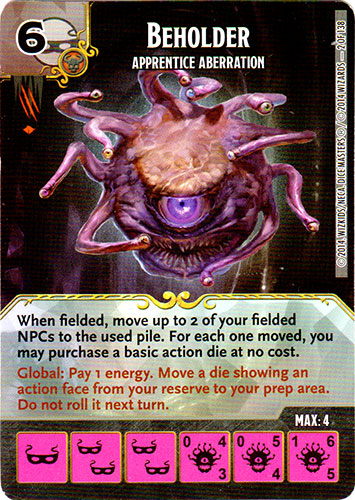 6
BEHOLDER
APPRENTICE ABERRATION
©2014 WIZKIDS/NECA. DICE MASTERS ©/©2014 WIZARDS — 2 OF 138
When fielded, move up to 2 of your fielded
NPCs to the used pile. For each one moved, you
may purchase a basic action die at no cost.
Global: Pay 1 energy. Move a die showing an
action face from your reserve to your prep area.
Do not roll it next turn.
MAX: 4
0 4 0 5 1 6
3 4 5